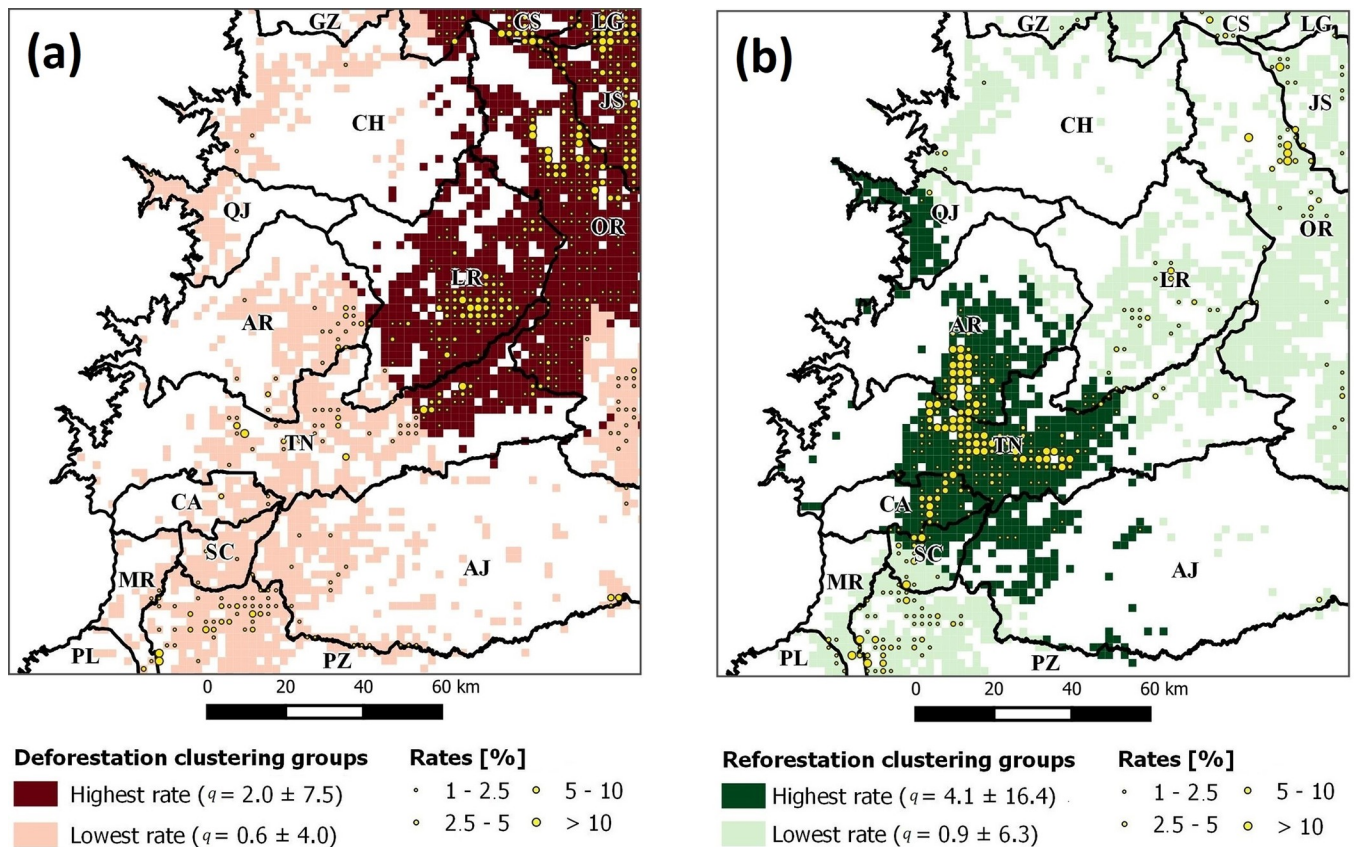 (a)
GZ
CS
LG
CH
JS
QJ
OR
LR
AR
TN
CA
SC
MR
AJ
PL
PZ
0 20 40 60 km
Deforestation clustering groups
Highest rate (q = 2.0 ± 7.5)
Lowest rate (q = 0.6 ± 4.0)
Rates [%]
1 - 2.5
5 - 10
2.5 - 5
> 10
(b)
GZ
CS
LG
CH
JS
QJ
OR
LR
AR
TN
CA
SC
MR
AJ
PL
PZ
0 20 40 60 km
Reforestation clustering groups
Highest rate (q = 4.1 ± 16.4)
Lowest rate (q = 0.9 ± 6.3)
Rates [%]
1 - 2.5
5 - 10
2.5 - 5
> 10